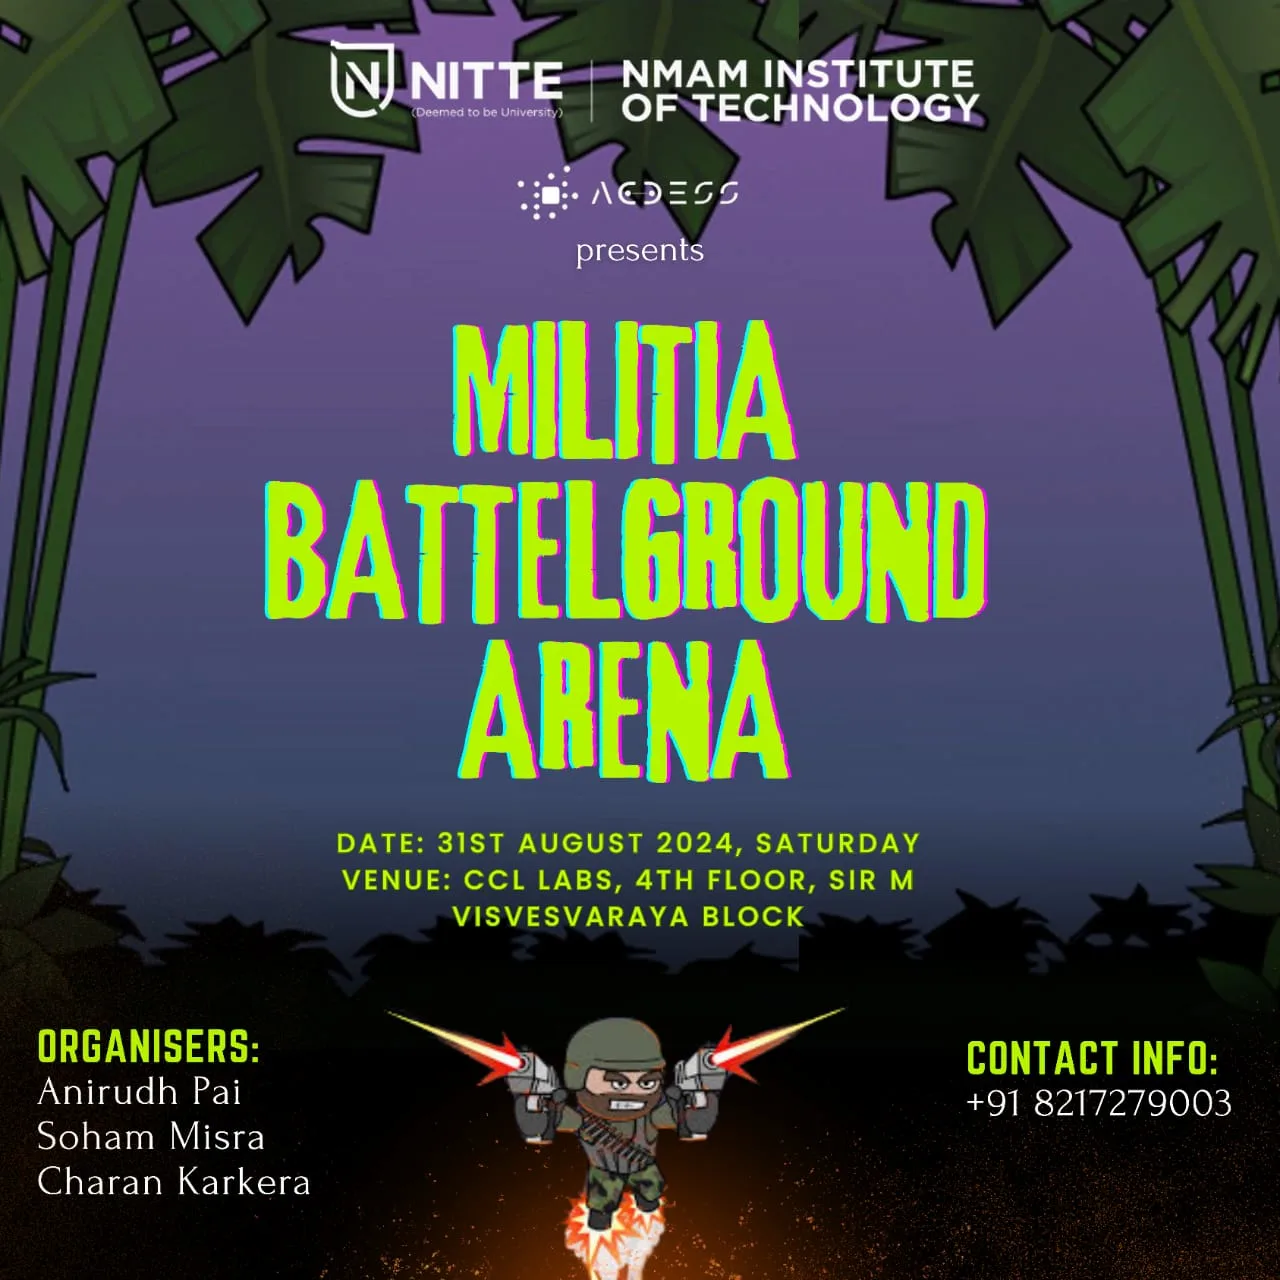 NITTE
(Deemed to be University)
NMAM INSTITUTE
OF TECHNOLOGY
ACDESS
presents
MILITIA
BATTELGROUND
ARENA
DATE: 31ST AUGUST 2024, SATURDAY
VENUE: CCL LABS, 4TH FLOOR, SIR M
VISVESVARAYA BLOCK
ORGANISERS:
Anirudh Pai
Soham Misra
Charan Karkera
CONTACT INFO:
+91 8217279003